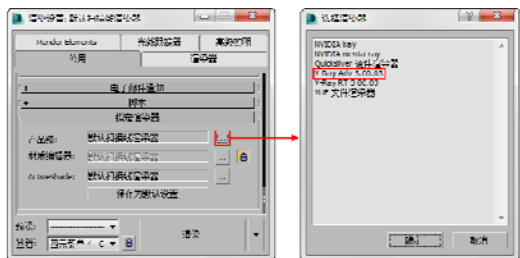 渲染设置: 默认扫描线渲染器
Render Elements
光线跟踪器
高级照明
公用
渲染器
电子邮件通知
脚本
指定渲染器
产品级:
默认扫描线渲染器
...
材质编辑器:
默认扫描线渲染器
...
ActiveShade:
默认扫描线渲染器
...
保存为默认设置
预设:
查看:
渲染
选择渲染器
NVIDIA iray
NVIDIA mental ray
Quicksilver 硬件渲染器
V-Ray Adv 3.00.03
V-Ray RT 3.00.03
VUE 文件渲染器
确定
取消